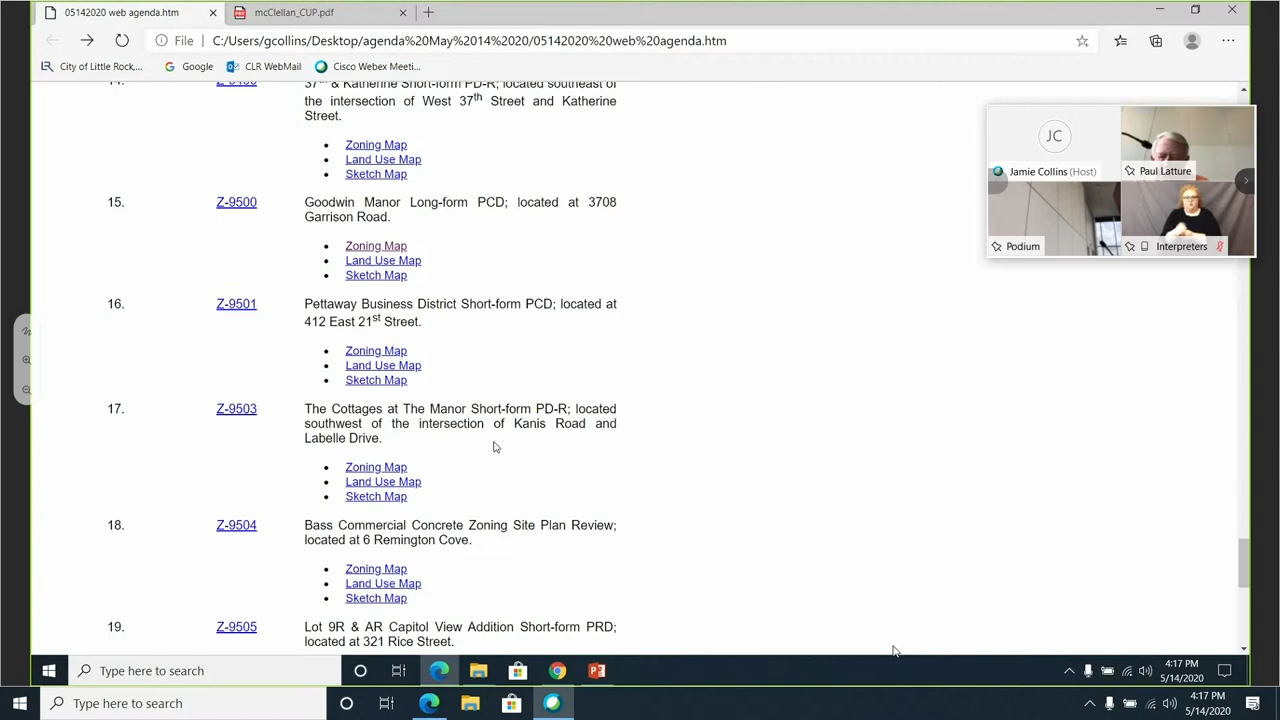 05142020 web agenda.htm
mcClellan_CUP.pdf
File C:/Users/gcollins/Desktop/agenda%20May%2014%2020/05142020%20web%20agenda.htm
City of Little Rock,... Google CLR WebMail Cisco Webex Meeti...
37th & Katherine Short-form PD-R; located southeast of
the intersection of West 37th Street and Katherine
Street.
• Zoning Map
• Land Use Map
• Sketch Map
15. Z-9500 Goodwin Manor Long-form PCD; located at 3708
Garrison Road.
• Zoning Map
• Land Use Map
• Sketch Map
16. Z-9501 Pettaway Business District Short-form PCD; located at
412 East 21st Street.
• Zoning Map
• Land Use Map
• Sketch Map
17. Z-9503 The Cottages at The Manor Short-form PD-R; located
southwest of the intersection of Kanis Road and
Labelle Drive.
• Zoning Map
• Land Use Map
• Sketch Map
18. Z-9504 Bass Commercial Concrete Zoning Site Plan Review;
located at 6 Remington Cove.
• Zoning Map
• Land Use Map
• Sketch Map
19. Z-9505 Lot 9R & AR Capitol View Addition Short-form PRD;
located at 321 Rice Street.
JC
Jamie Collins (Host)
Paul Latture
Podium
Interpreters
Type here to search
4:17 PM
5/14/2020
Type here to search
4:17 PM
5/14/2020